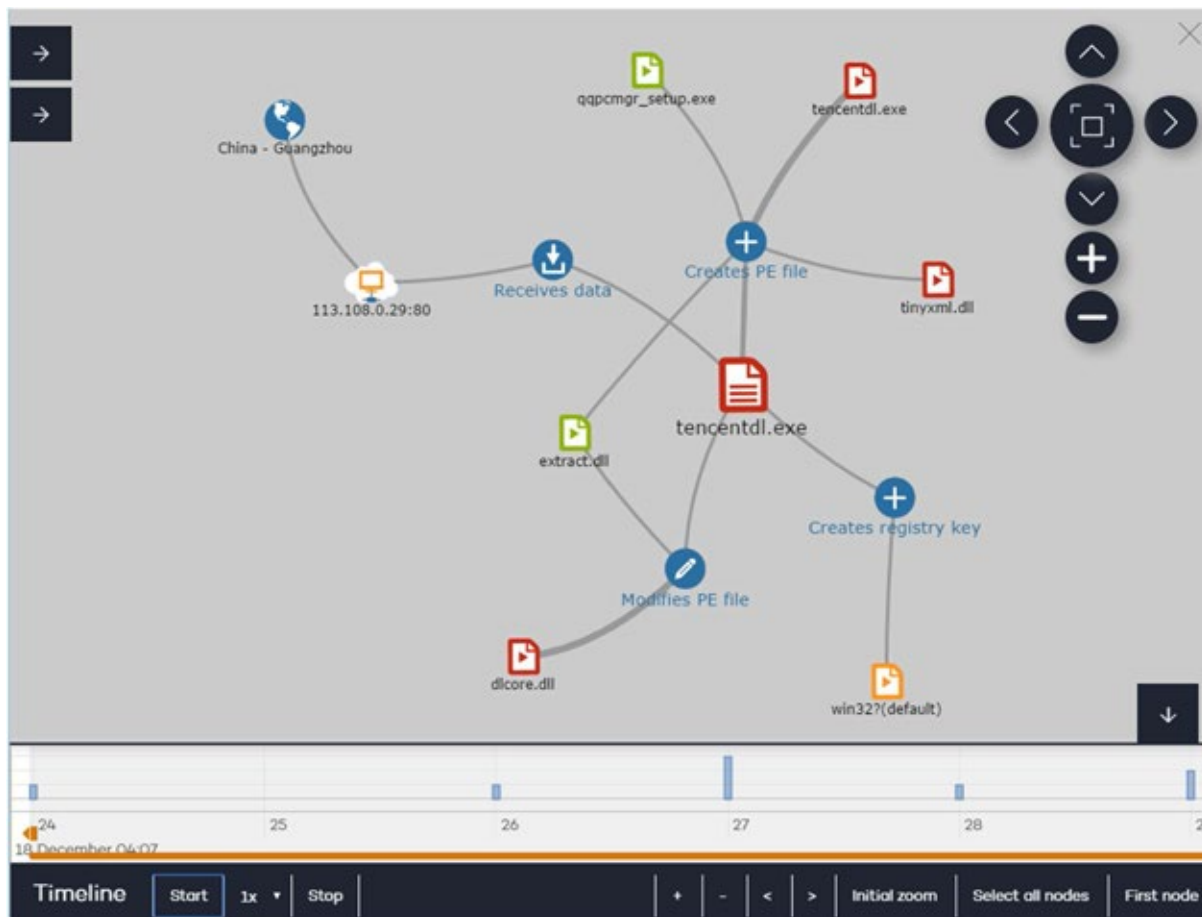 qqpcmgr_setup.exe
tencentdl.exe
China - Guangzhou
Creates PE file
Receives data
113.108.0.29:80
tinyxml.dll
tencentdl.exe
extract.dll
Creates registry key
Modifies PE file
dlcore.dll
win32?(default)
24 25 26 27 28
18 December 04:07
Timeline Start 1x Stop + - < > Initial zoom Select all nodes First node